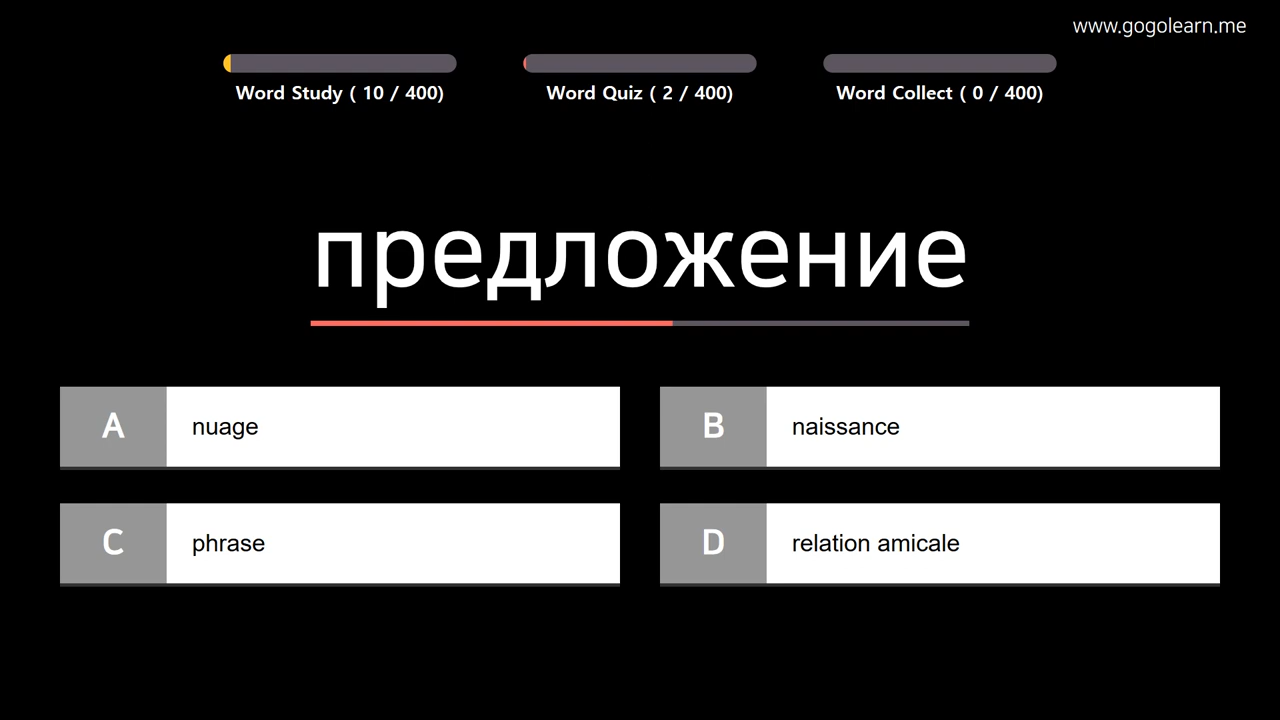 www.gogolearn.me
Word Study ( 10 / 400)
Word Quiz ( 2 / 400)
Word Collect ( 0 / 400)
предложение
A nuage
B naissance
C phrase
D relation amicale